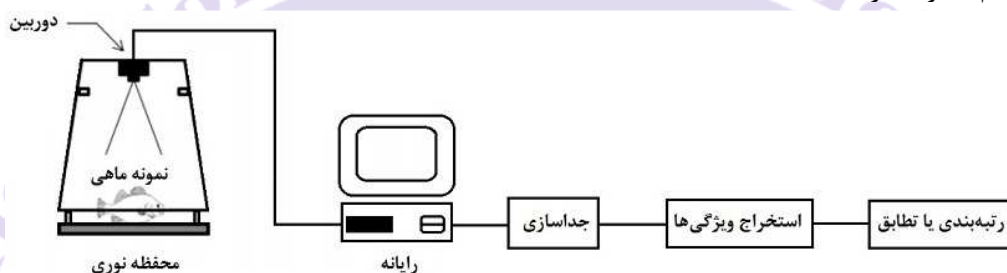 دوربین
نمونه ماهی
محفظه نوری
رایانه
جداسازی
استخراج ویژگی‌ها
رتبه‌بندی یا تطابق